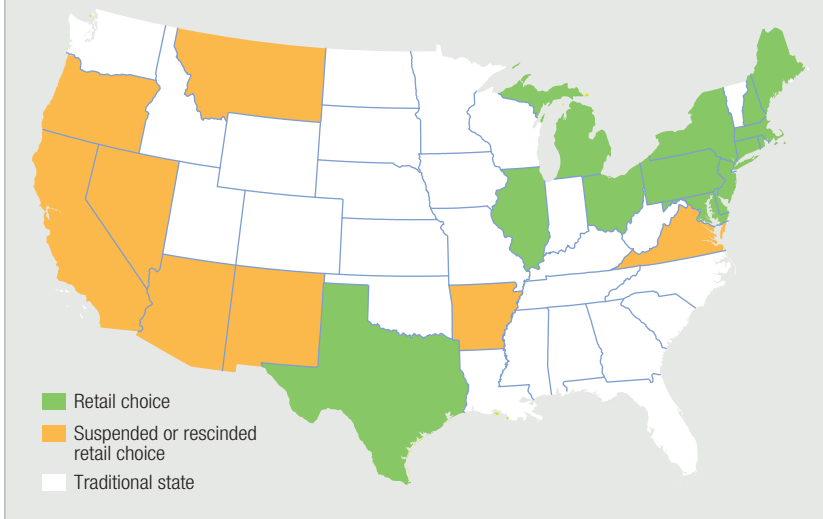 Retail choice
Suspended or rescinded
retail choice
Traditional state